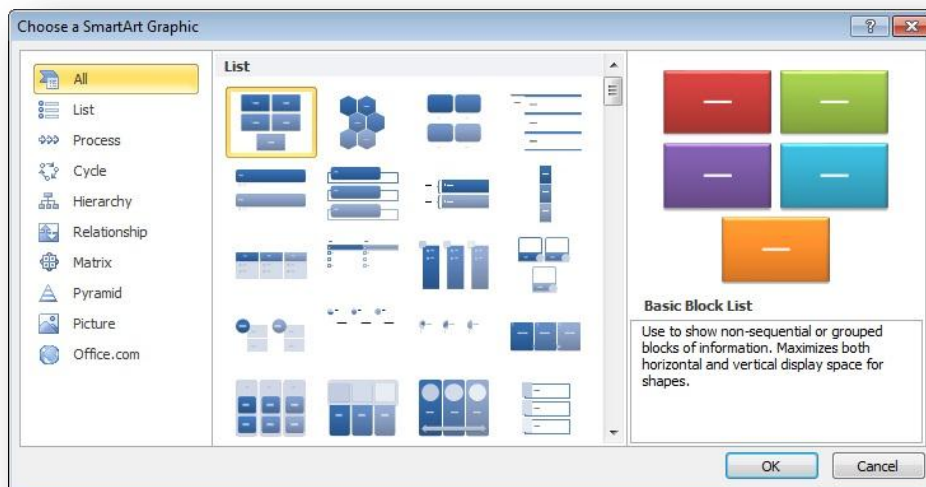 Choose a SmartArt Graphic
All
List
Process
Cycle
Hierarchy
Relationship
Matrix
Pyramid
Picture
Office.com
List
Basic Block List
Use to show non-sequential or grouped
blocks of information. Maximizes both
horizontal and vertical display space for
shapes.
OK
Cancel